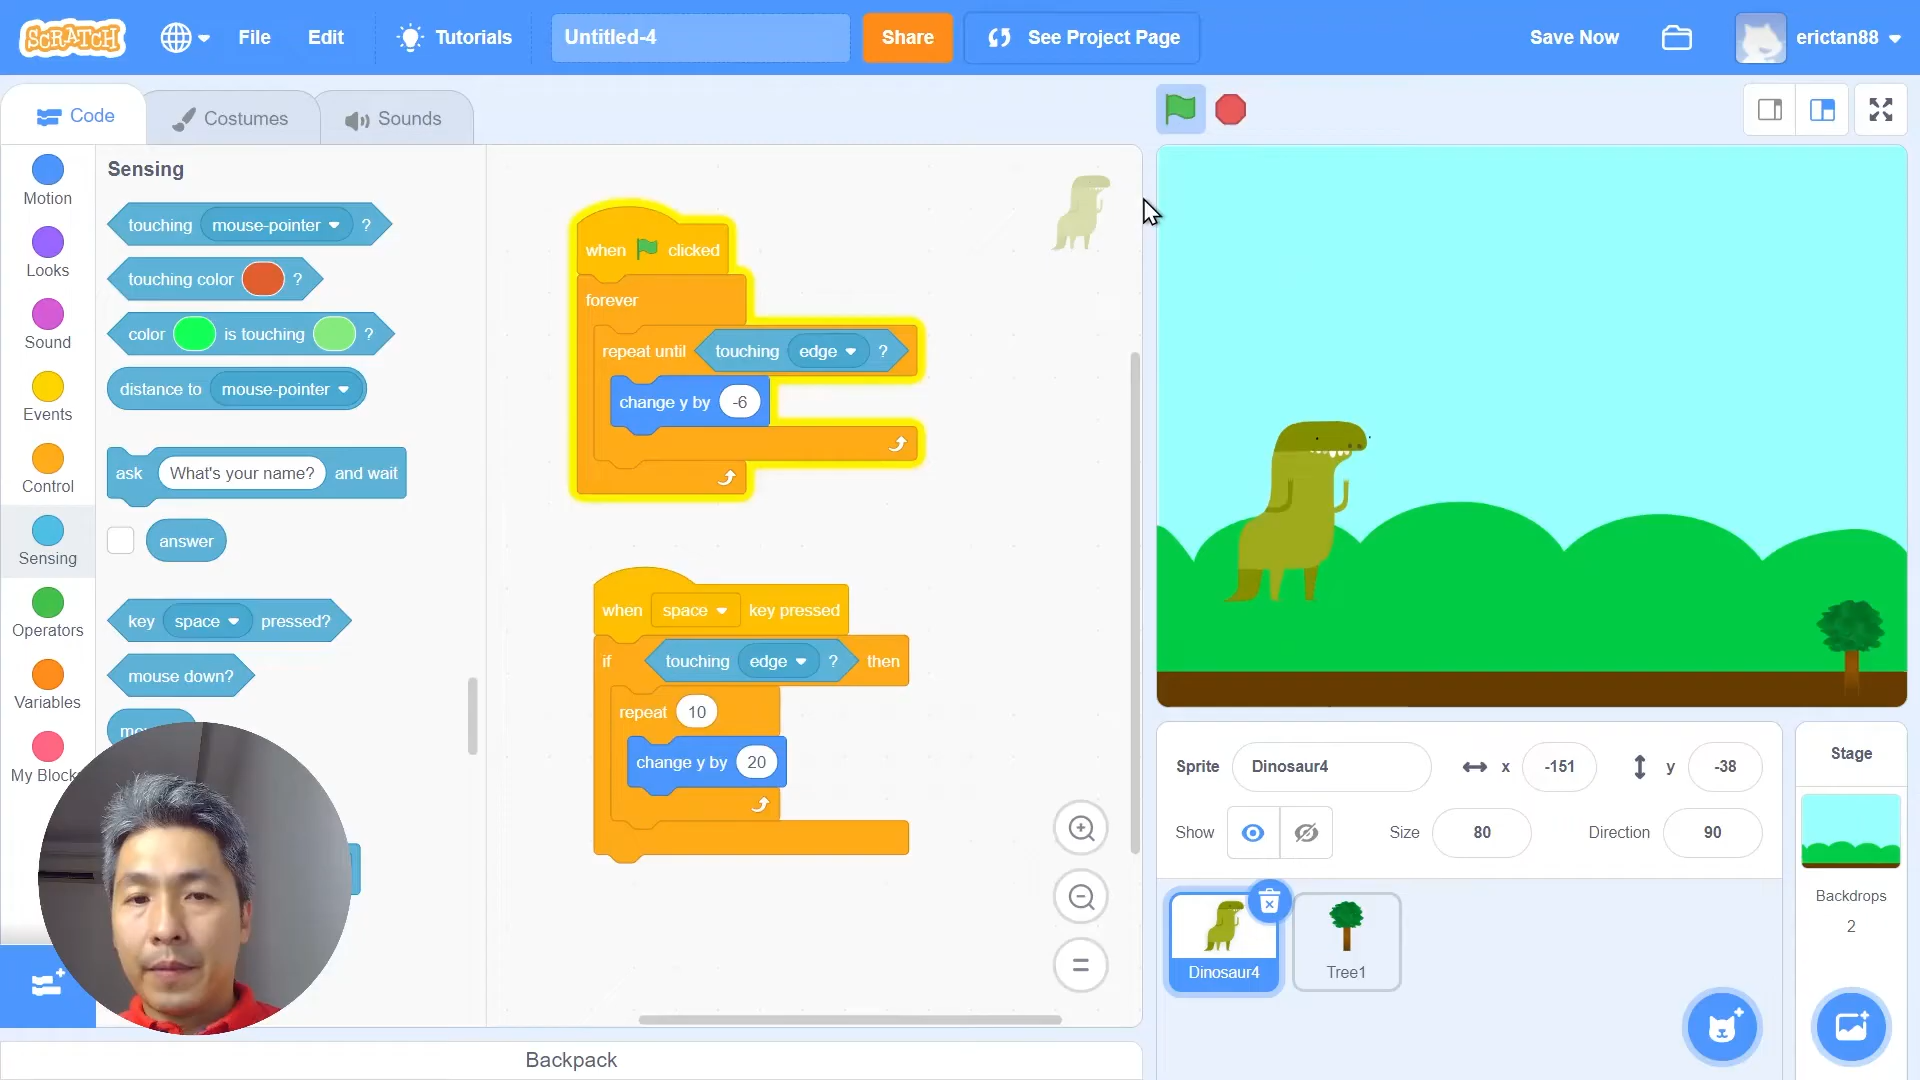 SCRATCH
File
Edit
Tutorials
Untitled-4
Share
See Project Page
Save Now
erictan88
Code
Costumes
Sounds
Motion
Looks
Sound
Events
Control
Sensing
Operators
Variables
My Block
Sensing
touching mouse-pointer ?
touching color ?
color is touching ?
distance to mouse-pointer
ask What's your name? and wait
answer
key space pressed?
mouse down?
when clicked
forever
repeat until touching edge ?
change y by -6
when space key pressed
if touching edge ? then
repeat 10
change y by 20
Sprite Dinosaur4 x -151 y -38
Show Size 80 Direction 90
Dinosaur4
Tree1
Stage
Backdrops
2
Backpack